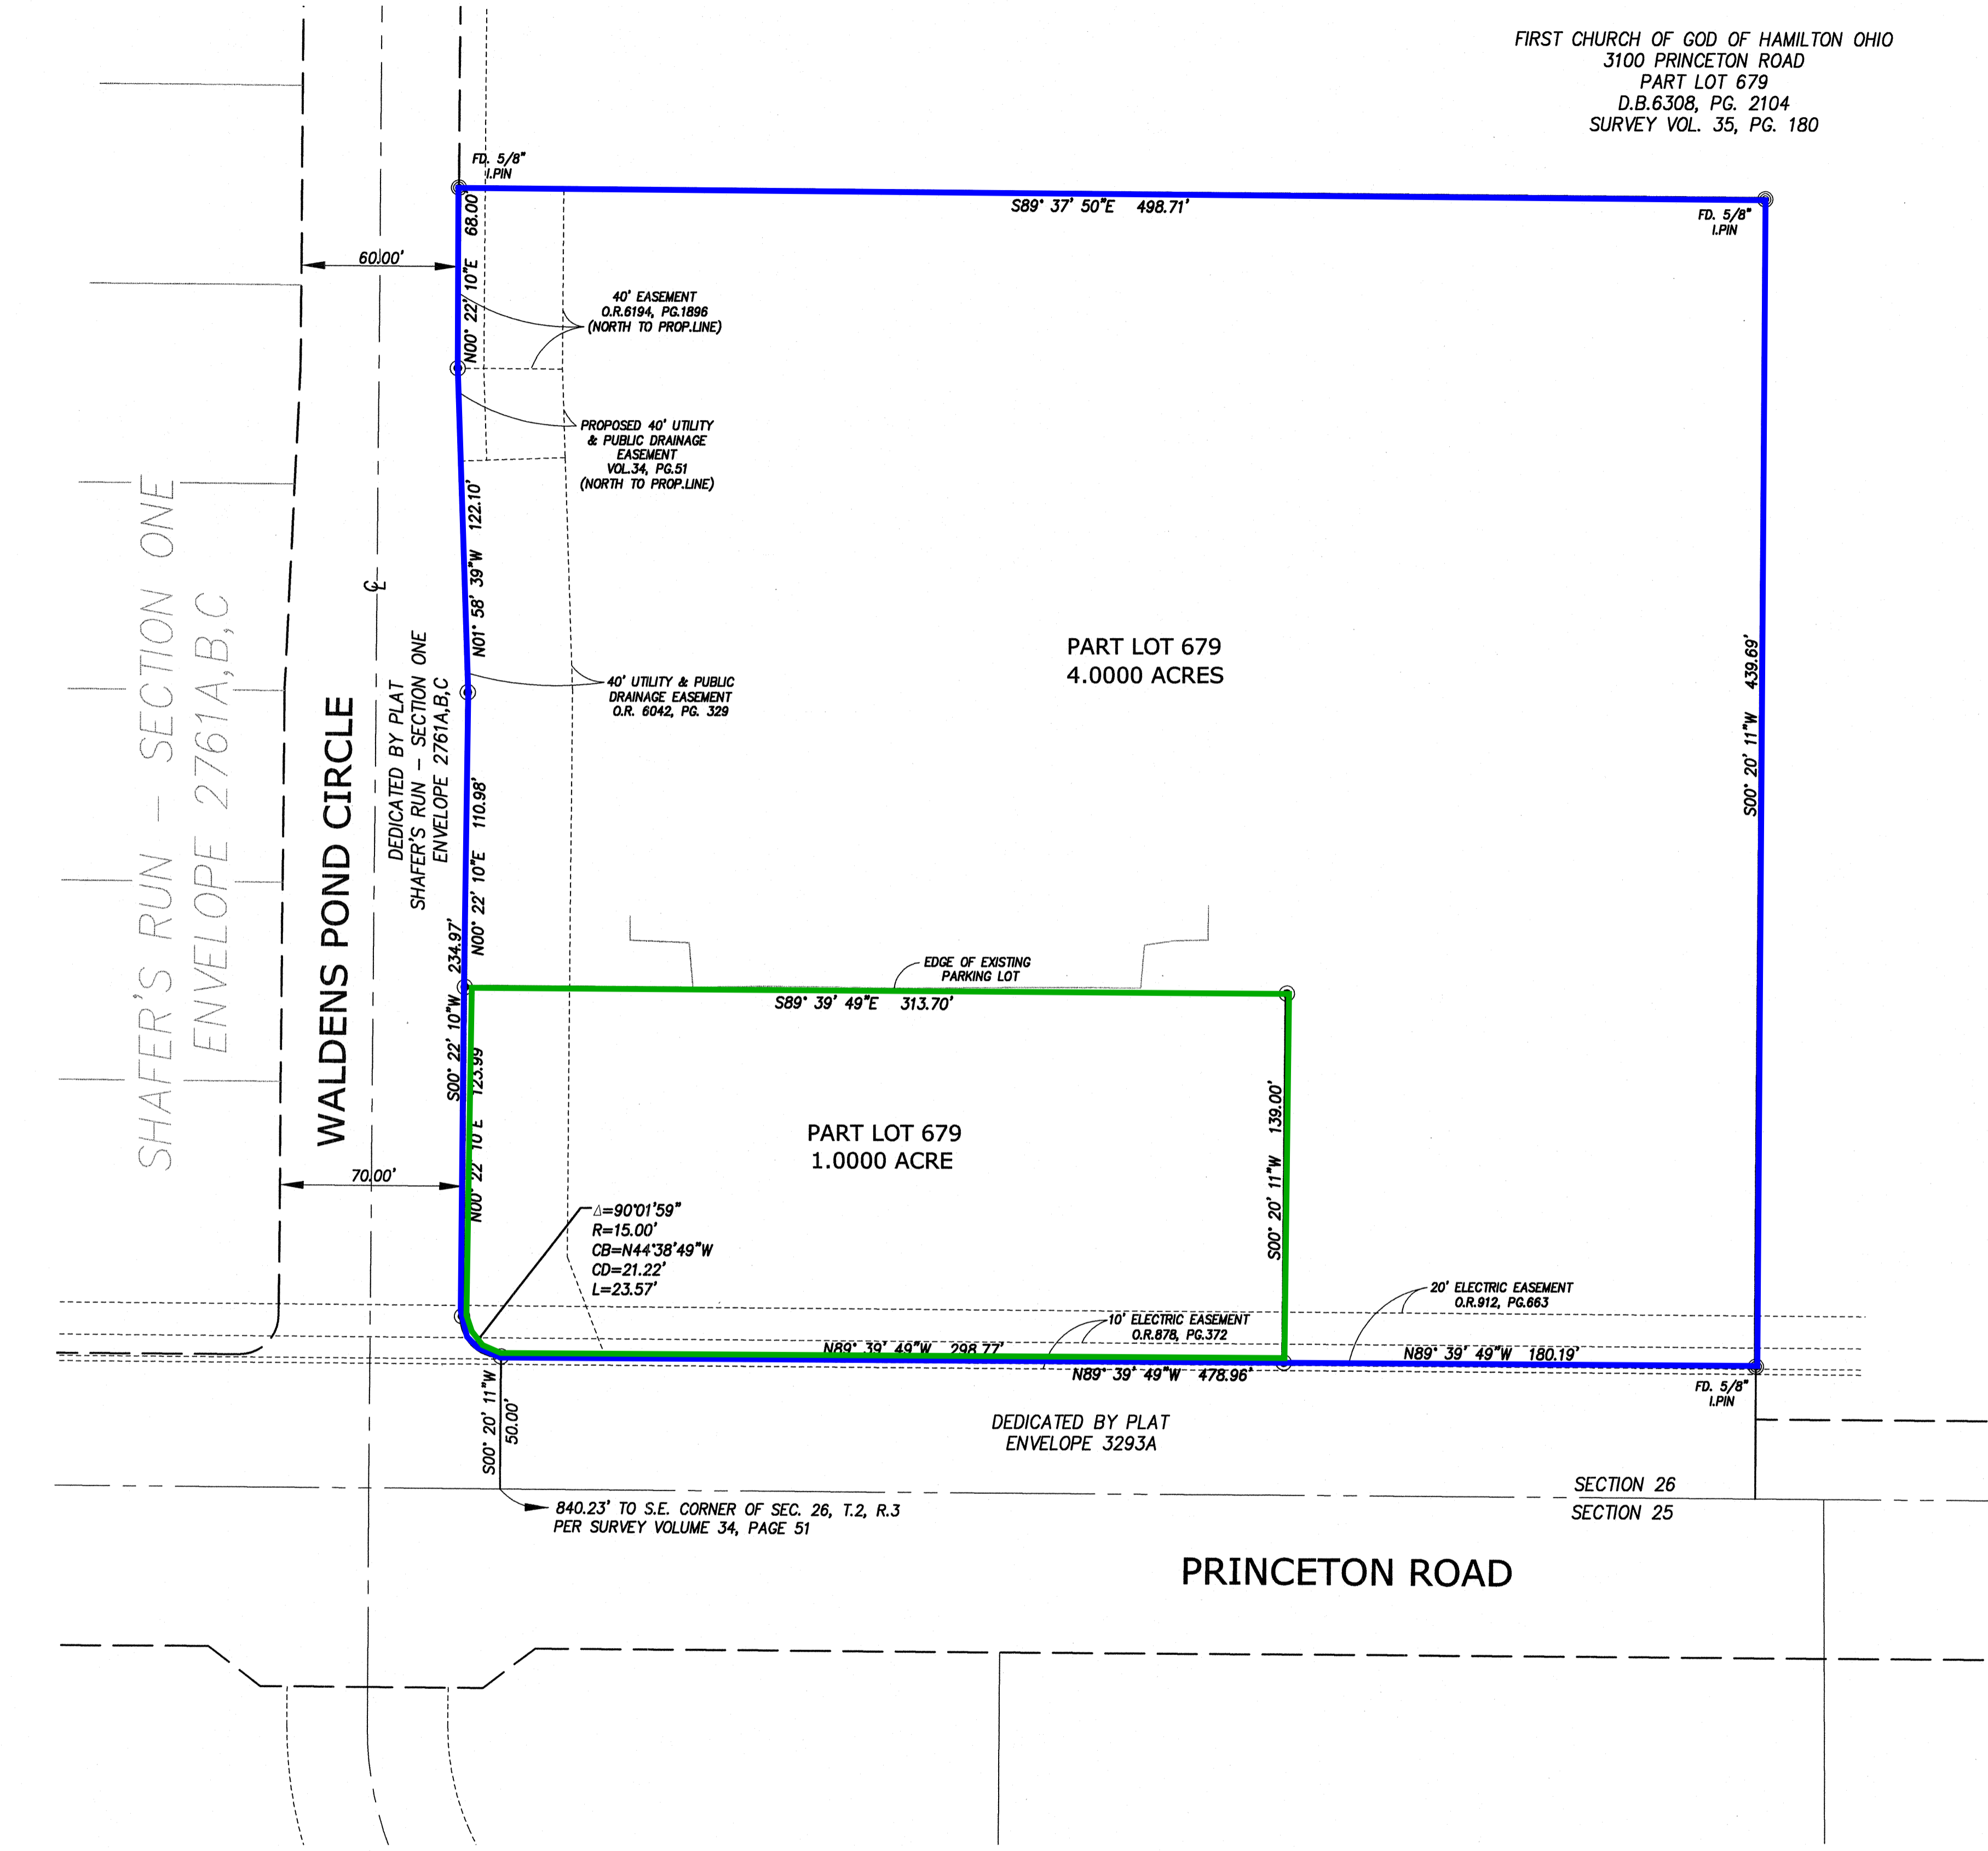 FIRST CHURCH OF GOD OF HAMILTON OHIO
3100 PRINCETON ROAD
PART LOT 679
D.B.6308, PG. 2104
SURVEY VOL. 35, PG. 180
FD. 5/8"
I.PIN
S89° 37' 50"E 498.71'
FD. 5/8"
I.PIN
60.00'
N00° 22' 10"E 68.00'
40' EASEMENT
O.R.6194, PG.1896
(NORTH TO PROP.LINE)
PROPOSED 40' UTILITY
& PUBLIC DRAINAGE
EASEMENT
VOL.34, PG.51
(NORTH TO PROP.LINE)
N01° 58' 39"W 122.10'
SHAFER'S RUN - SECTION ONE
ENVELOPE 2761A,B,C
WALDENS POND CIRCLE
℄
DEDICATED BY PLAT
SHAFER'S RUN - SECTION ONE
ENVELOPE 2761A,B,C
40' UTILITY & PUBLIC
DRAINAGE EASEMENT
O.R. 6042, PG. 329
PART LOT 679
4.0000 ACRES
S00° 20' 11"W 439.69'
N00° 22' 10"E 110.98'
S00° 22' 10"W 234.97'
EDGE OF EXISTING
PARKING LOT
S89° 39' 49"E 313.70'
N00° 22' 10"E 123.99'
S00° 20' 11"W 139.00'
PART LOT 679
1.0000 ACRE
70.00'
Δ=90°01'59"
R=15.00'
CB=N44°38'49"W
CD=21.22'
L=23.57'
20' ELECTRIC EASEMENT
O.R.912, PG.663
10' ELECTRIC EASEMENT
O.R.878, PG.372
N89° 39' 49"W 298.77'
N89° 39' 49"W 180.19'
N89° 39' 49"W 478.96'
FD. 5/8"
I.PIN
S00° 20' 11"W
50.00'
DEDICATED BY PLAT
ENVELOPE 3293A
SECTION 26
SECTION 25
840.23' TO S.E. CORNER OF SEC. 26, T.2, R.3
PER SURVEY VOLUME 34, PAGE 51
PRINCETON ROAD